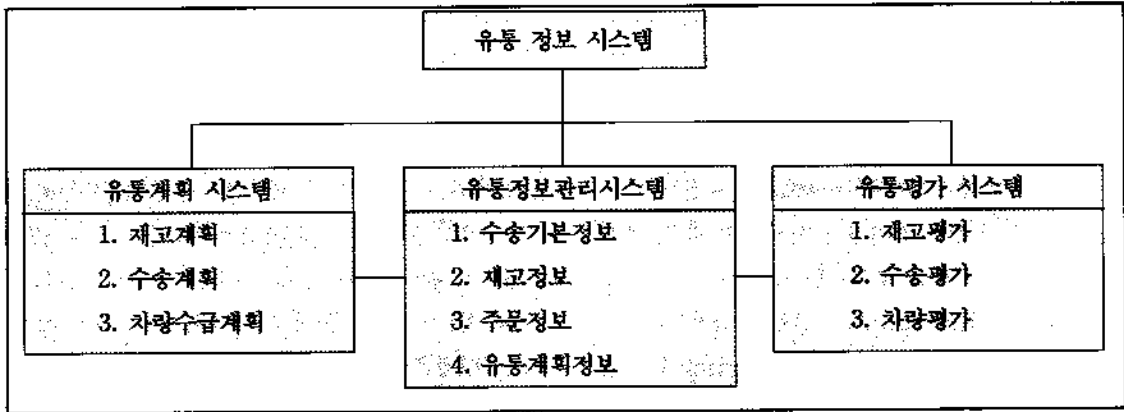 유통 정보 시스템
유통계획 시스템
1. 재고계획
2. 수송계획
3. 차량수급계획
유통정보관리시스템
1. 수송기본정보
2. 재고정보
3. 주문정보
4. 유통계획정보
유통평가 시스템
1. 재고평가
2. 수송평가
3. 차량평가